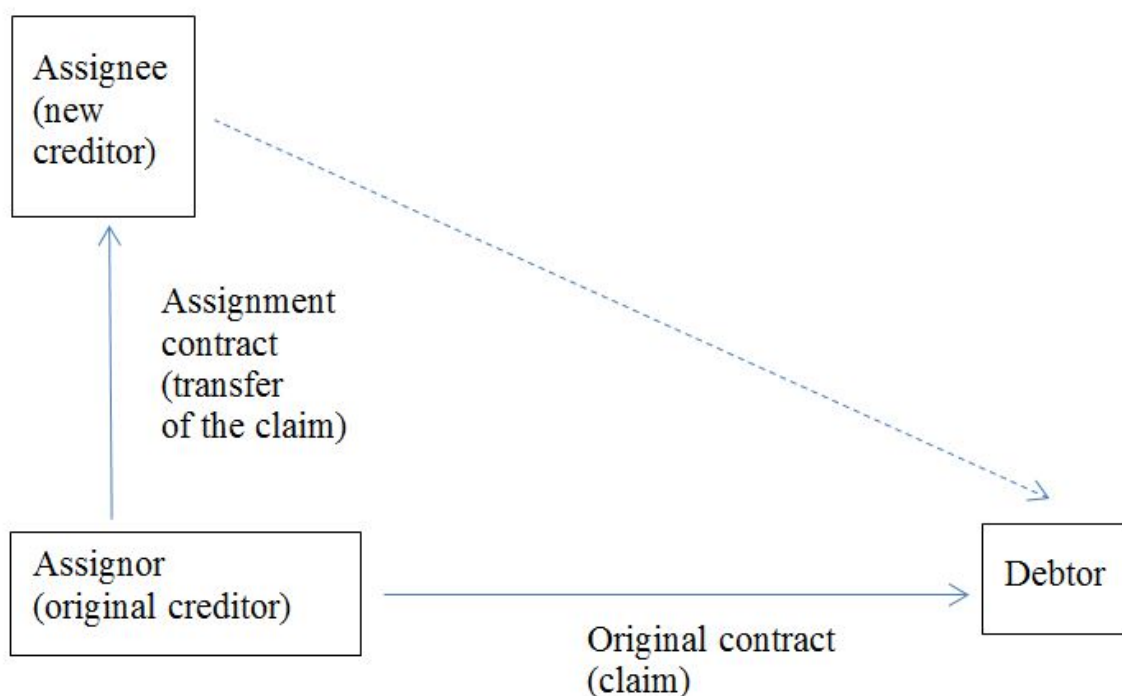 Assignee
(new
creditor)
Assignment
contract
(transfer
of the claim)
Assignor
(original creditor)
Debtor
Original contract
(claim)